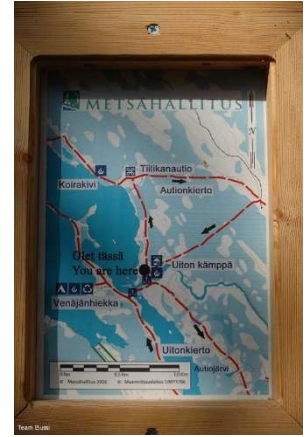 METSÄHALLITUS
N
Tiilikanautio
Koirakivi
Autionkierto
Olet tässä
You are here
Uiton kämppä
Venäjänhiekka
Autiojärvi
Uitonkierto
Team Bussi